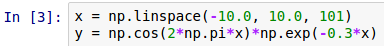 In [3]: x = np.linspace(-10.0, 10.0, 101)
y = np.cos(2*np.pi*x)*np.exp(-0.3*x)